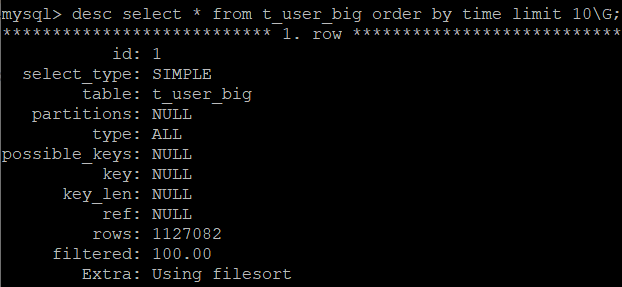 mysql> desc select * from t_user_big order by time limit 10\G;
*************************** 1. row ***************************
id: 1
select_type: SIMPLE
table: t_user_big
partitions: NULL
type: ALL
possible_keys: NULL
key: NULL
key_len: NULL
ref: NULL
rows: 1127082
filtered: 100.00
Extra: Using filesort